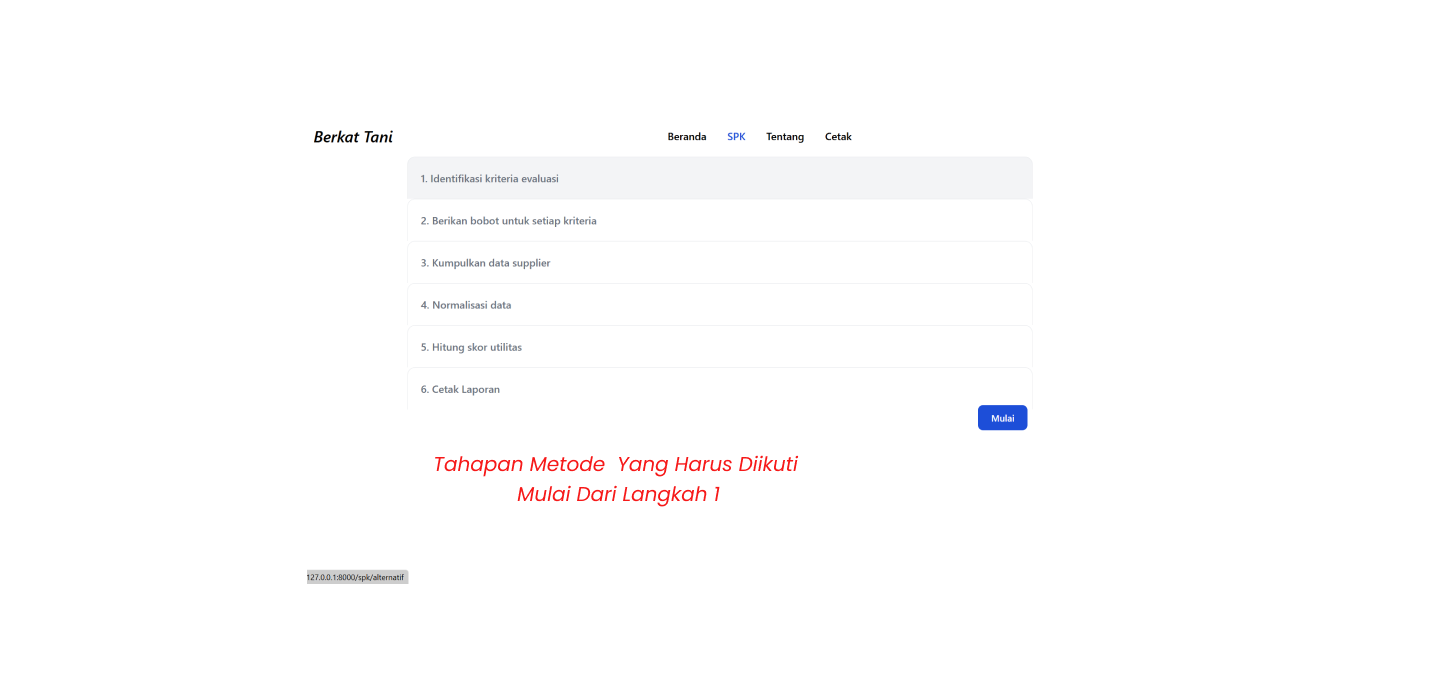 Berkat Tani
Beranda SPK Tentang Cetak
1. Identifikasi kriteria evaluasi
2. Berikan bobot untuk setiap kriteria
3. Kumpulkan data supplier
4. Normalisasi data
5. Hitung skor utilitas
6. Cetak Laporan
Mulai
Tahapan Metode Yang Harus Diikuti
Mulai Dari Langkah 1
127.0.0.1:8000/spk/alternatif